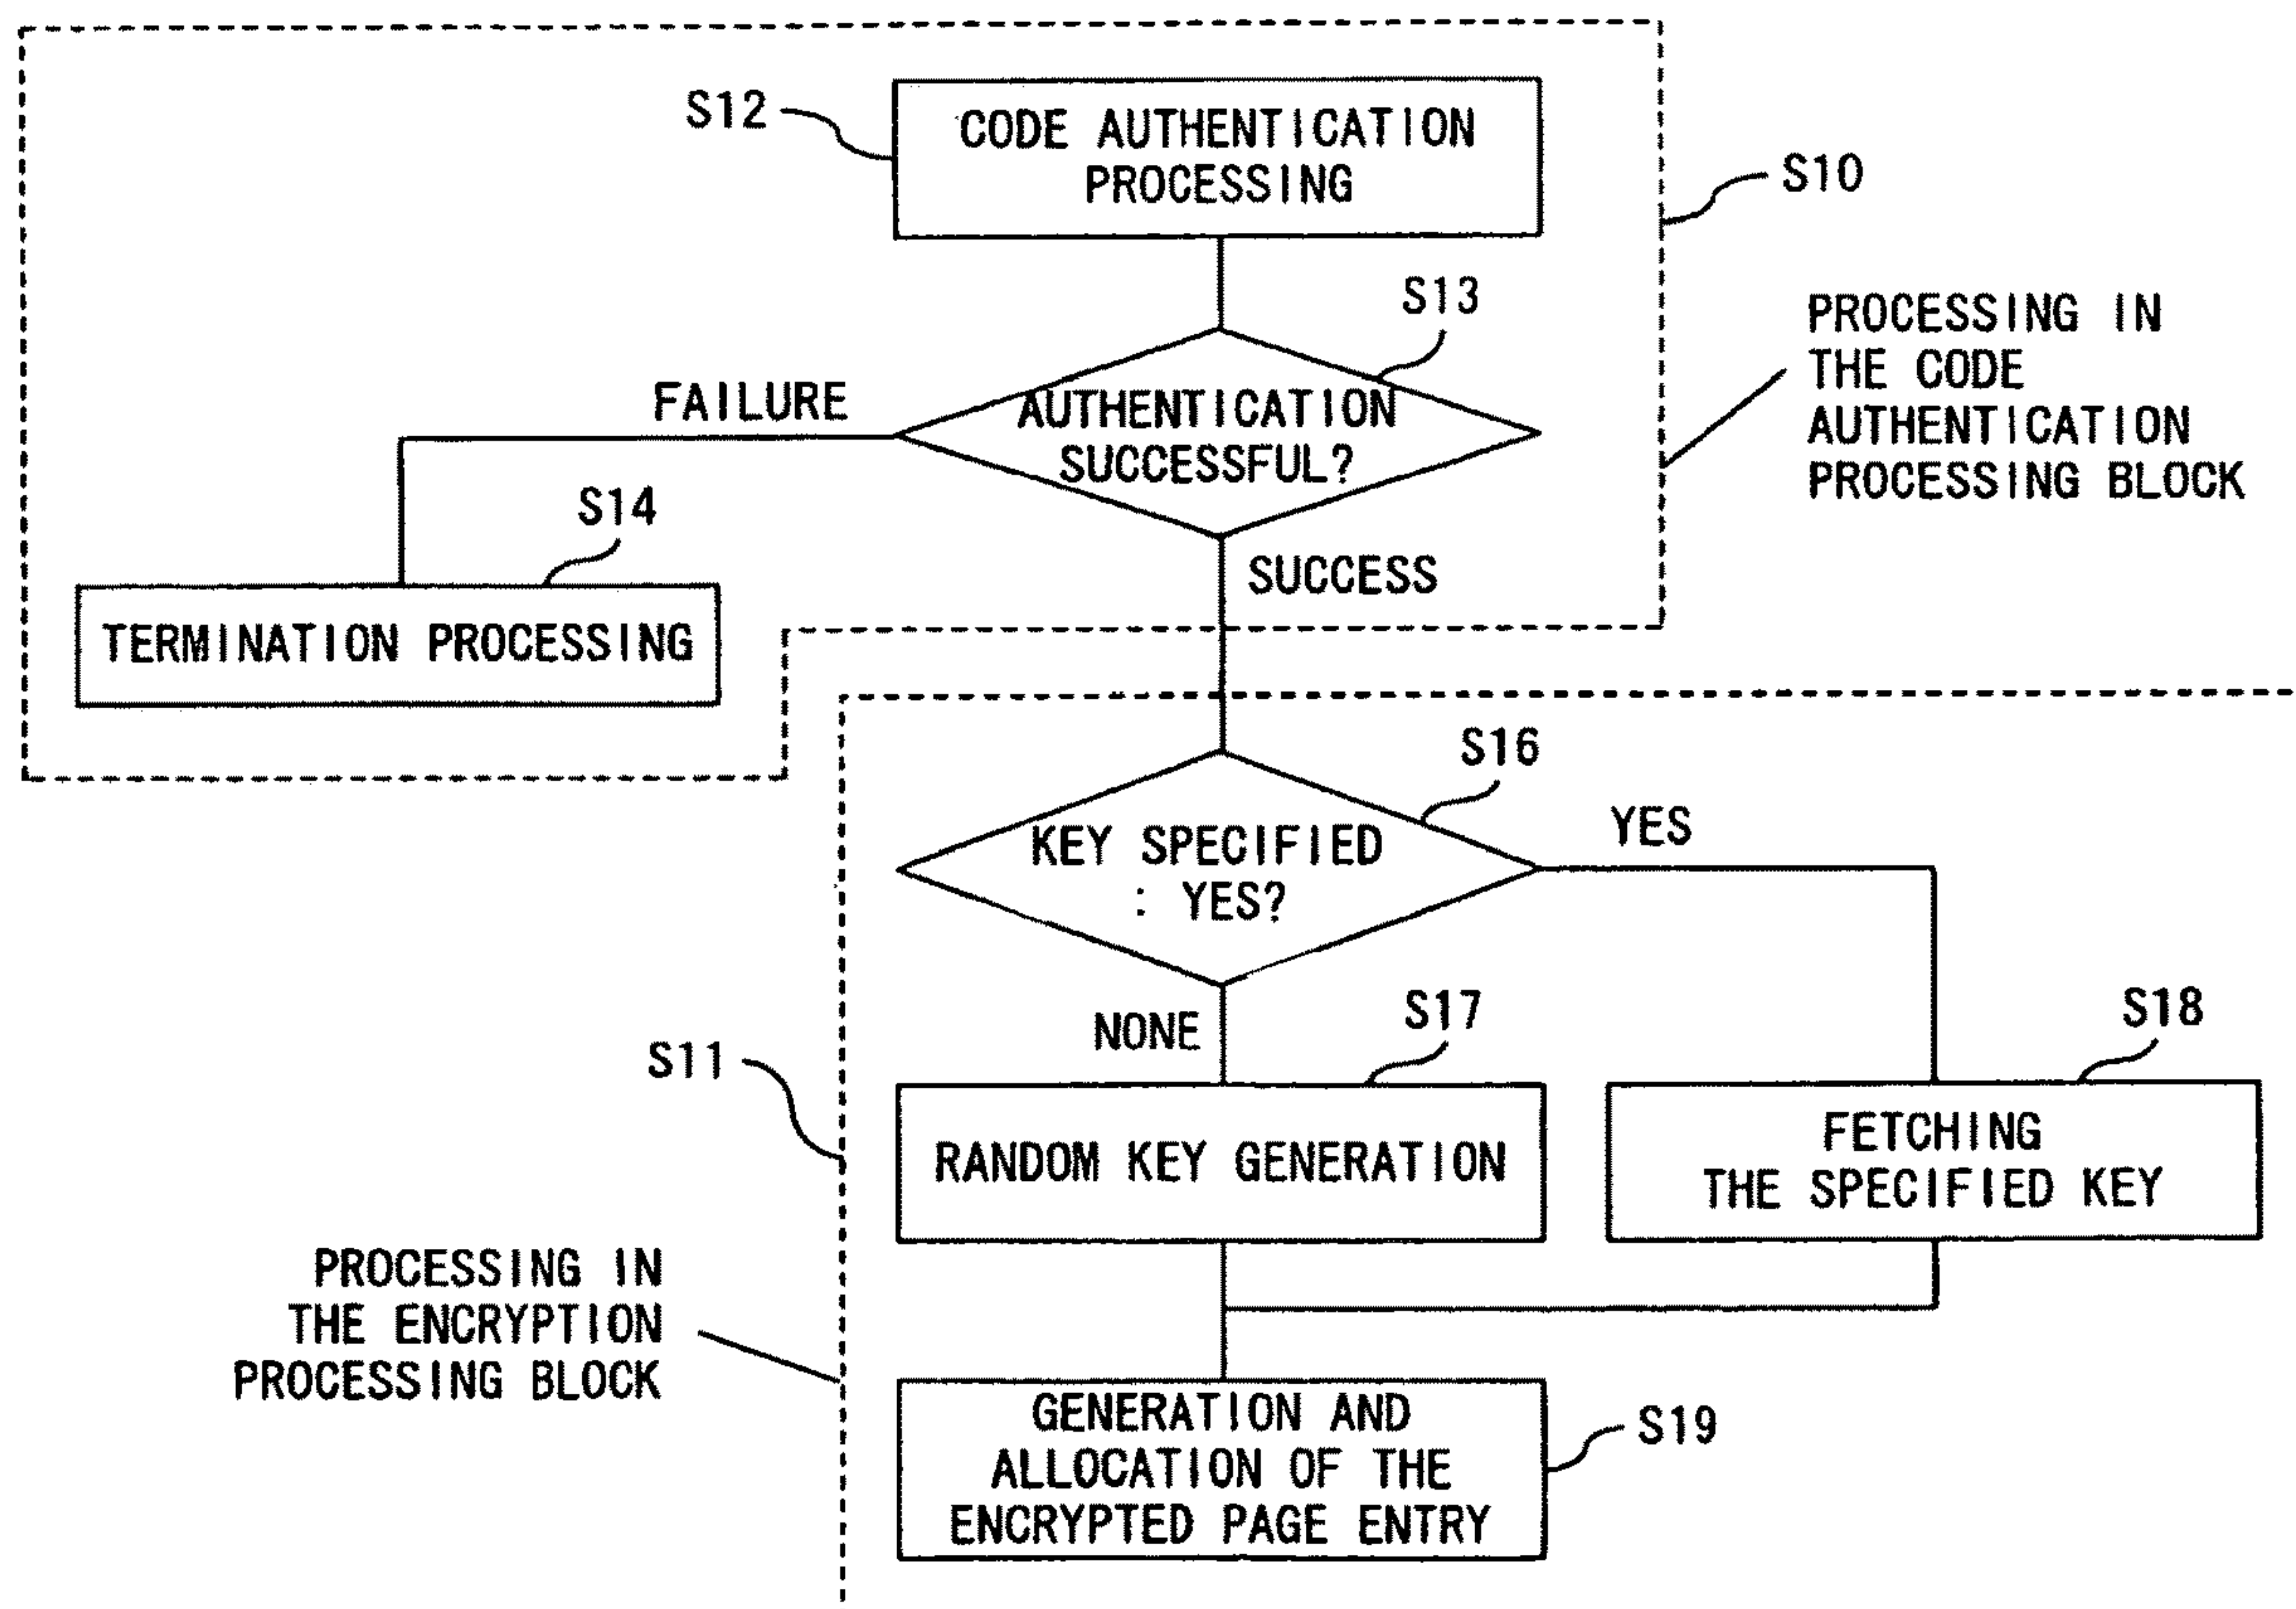 S12
CODE AUTHENTICATION
PROCESSING
S10
S13
PROCESSING IN
THE CODE
AUTHENTICATION
PROCESSING BLOCK
FAILURE
AUTHENTICATION
SUCCESSFUL?
S14
SUCCESS
TERMINATION PROCESSING
S16
YES
KEY SPECIFIED
: YES?
NONE
S17
S18
S11
RANDOM KEY GENERATION
FETCHING
THE SPECIFIED KEY
PROCESSING IN
THE ENCRYPTION
PROCESSING BLOCK
GENERATION AND
ALLOCATION OF THE
ENCRYPTED PAGE ENTRY
S19